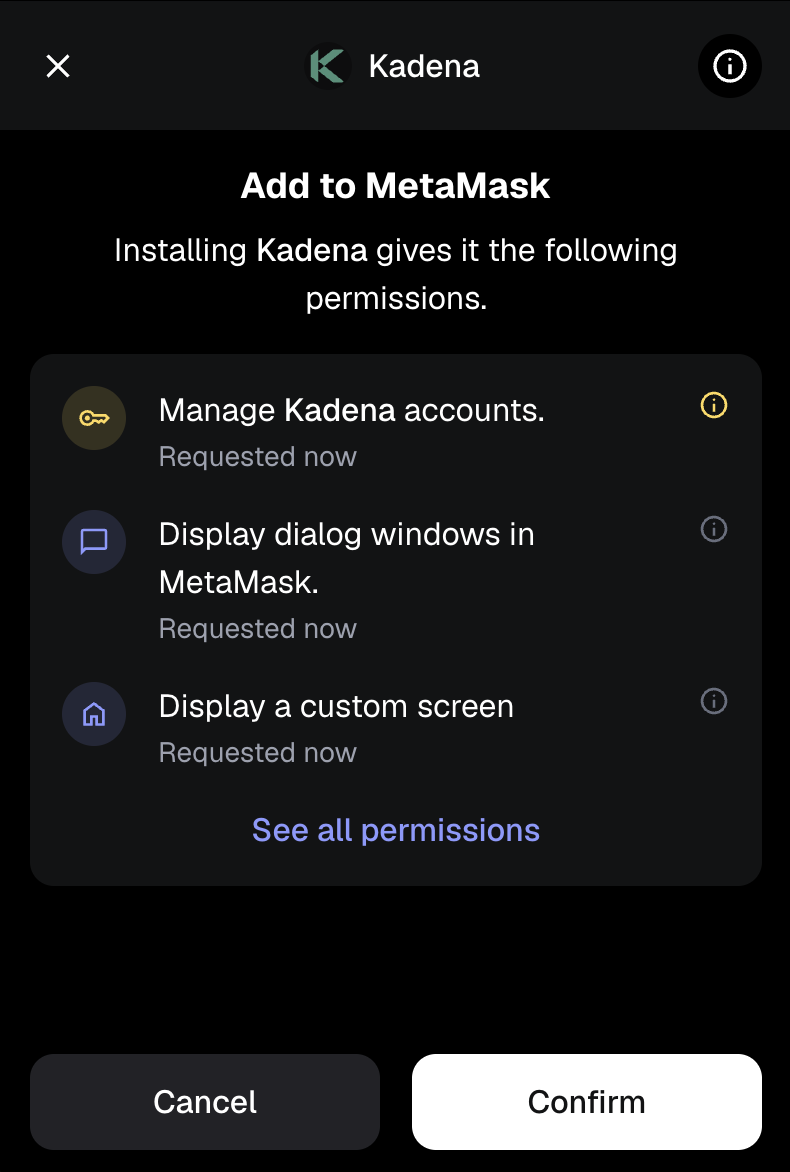 Kadena
Add to MetaMask
Installing Kadena gives it the following
permissions.
Manage Kadena accounts.
Requested now
Display dialog windows in
MetaMask.
Requested now
Display a custom screen
Requested now
See all permissions
Cancel
Confirm